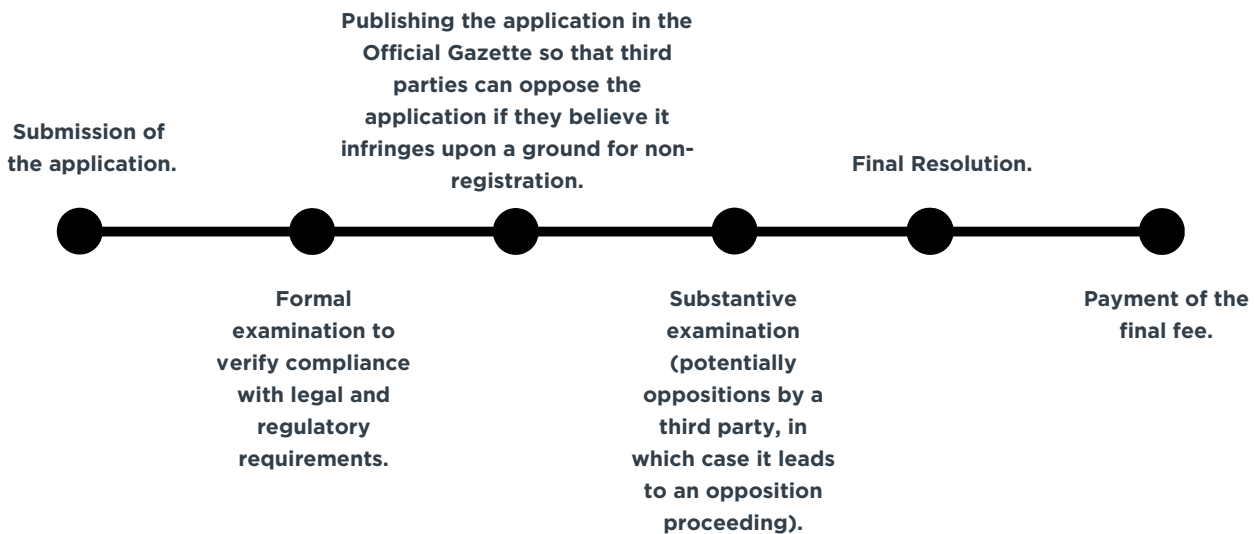 Submission of
the application.
Formal
examination to
verify compliance
with legal and
regulatory
requirements.
Publishing the application in the
Official Gazette so that third
parties can oppose the
application if they believe it
infringes upon a ground for non-
registration.
Substantive
examination
(potentially
oppositions by a
third party, in
which case it leads
to an opposition
proceeding).
Final Resolution.
Payment of the
final fee.